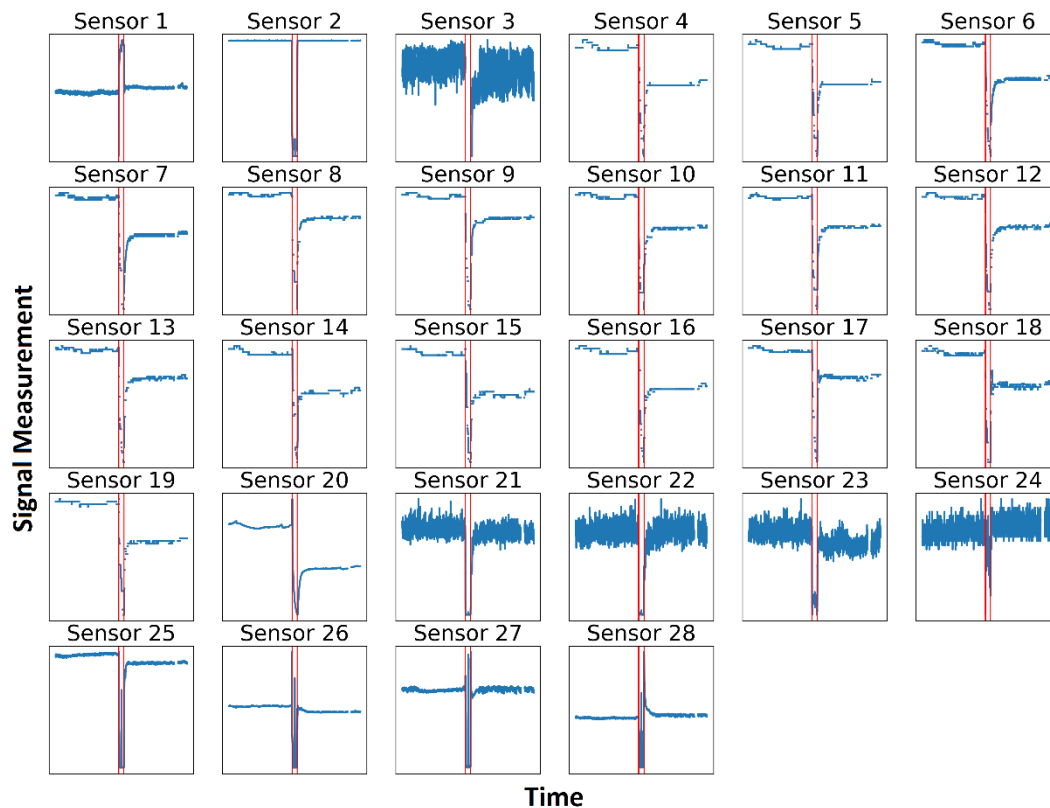 Sensor 1 Sensor 2 Sensor 3 Sensor 4 Sensor 5 Sensor 6
Sensor 7 Sensor 8 Sensor 9 Sensor 10 Sensor 11 Sensor 12
Sensor 13 Sensor 14 Sensor 15 Sensor 16 Sensor 17 Sensor 18
Sensor 19 Sensor 20 Sensor 21 Sensor 22 Sensor 23 Sensor 24
Sensor 25 Sensor 26 Sensor 27 Sensor 28
Signal Measurement
Time